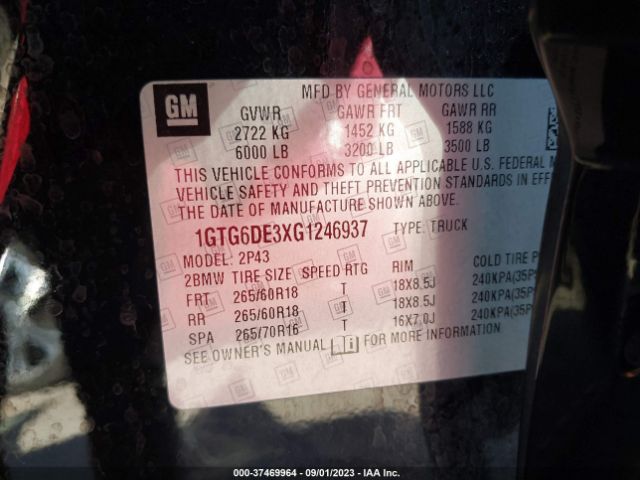 GM
MFD BY GENERAL MOTORS LLC
GVWR GAWR FRT GAWR RR
2722 KG 1452 KG 1588 KG
6000 LB 3200 LB 3500 LB
THIS VEHICLE CONFORMS TO ALL APPLICABLE U.S. FEDERAL M
VEHICLE SAFETY AND THEFT PREVENTION STANDARDS IN EFFE
THE DATE OF MANUFACTURE SHOWN ABOVE.
1GTG6DE3XG1246937 TYPE: TRUCK
MODEL: 2P43
2BMW TIRE SIZE SPEED RTG RIM COLD TIRE P
FRT 265/60R18 T 18X8.5J 240KPA(35P
RR 265/60R18 T 18X8.5J 240KPA(35P
SPA 265/70R16 T 16X7.0J 240KPA(35P
SEE OWNER'S MANUAL FOR MORE INFORMATION
000-37469964 - 09/01/2023 - IAA Inc.